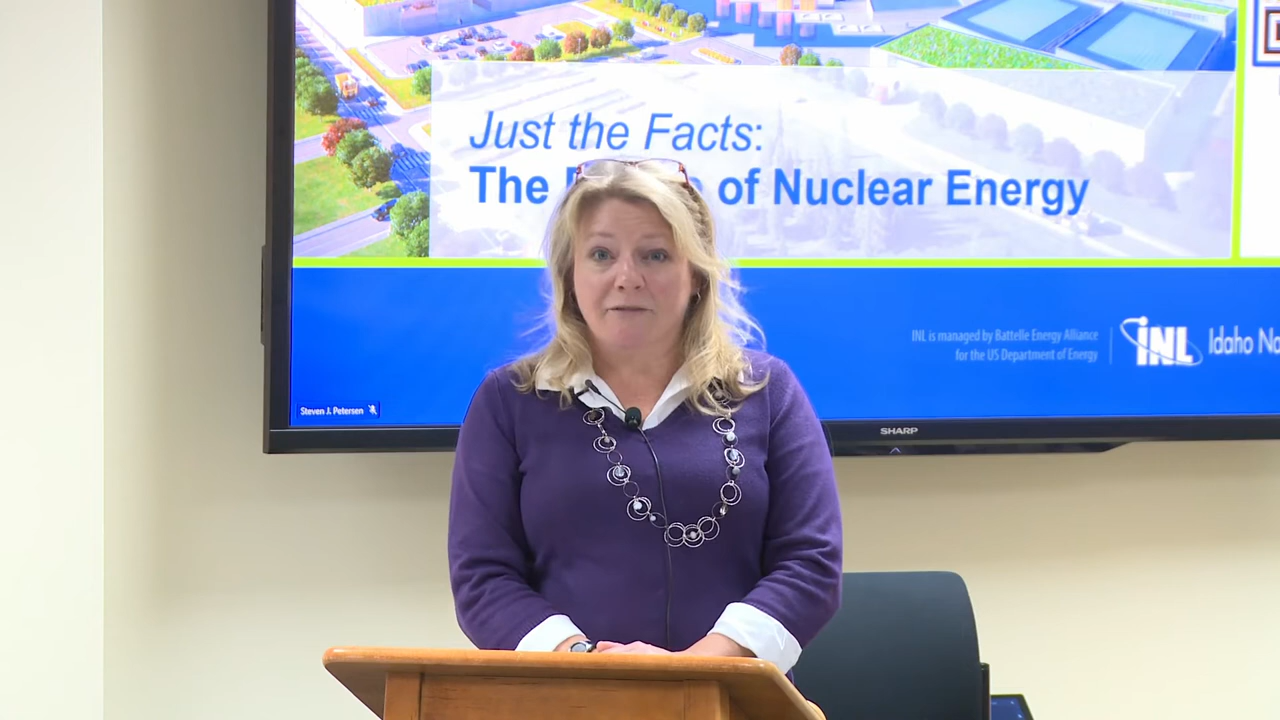 Just the Facts:
The of Nuclear Energy
INL is managed by Battelle Energy Alliance
for the US Department of Energy
INL
Idaho Na
Steven J. Petersen
SHARP